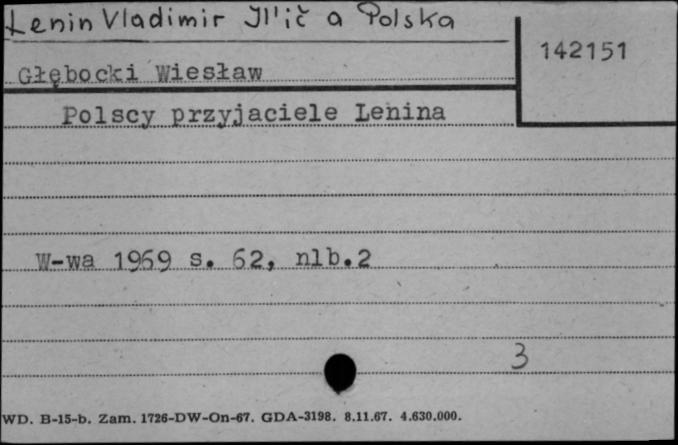 Lenin Vladimir Il'ič a Polska
142151
Głębocki Wiesław
Polscy przyjaciele Lenina
W-wa 1969 s. 62, nlb.2
3
WD. B-15-b. Zam. 1726-DW-On-67. GDA-3198. 8.11.67. 4.630.000.